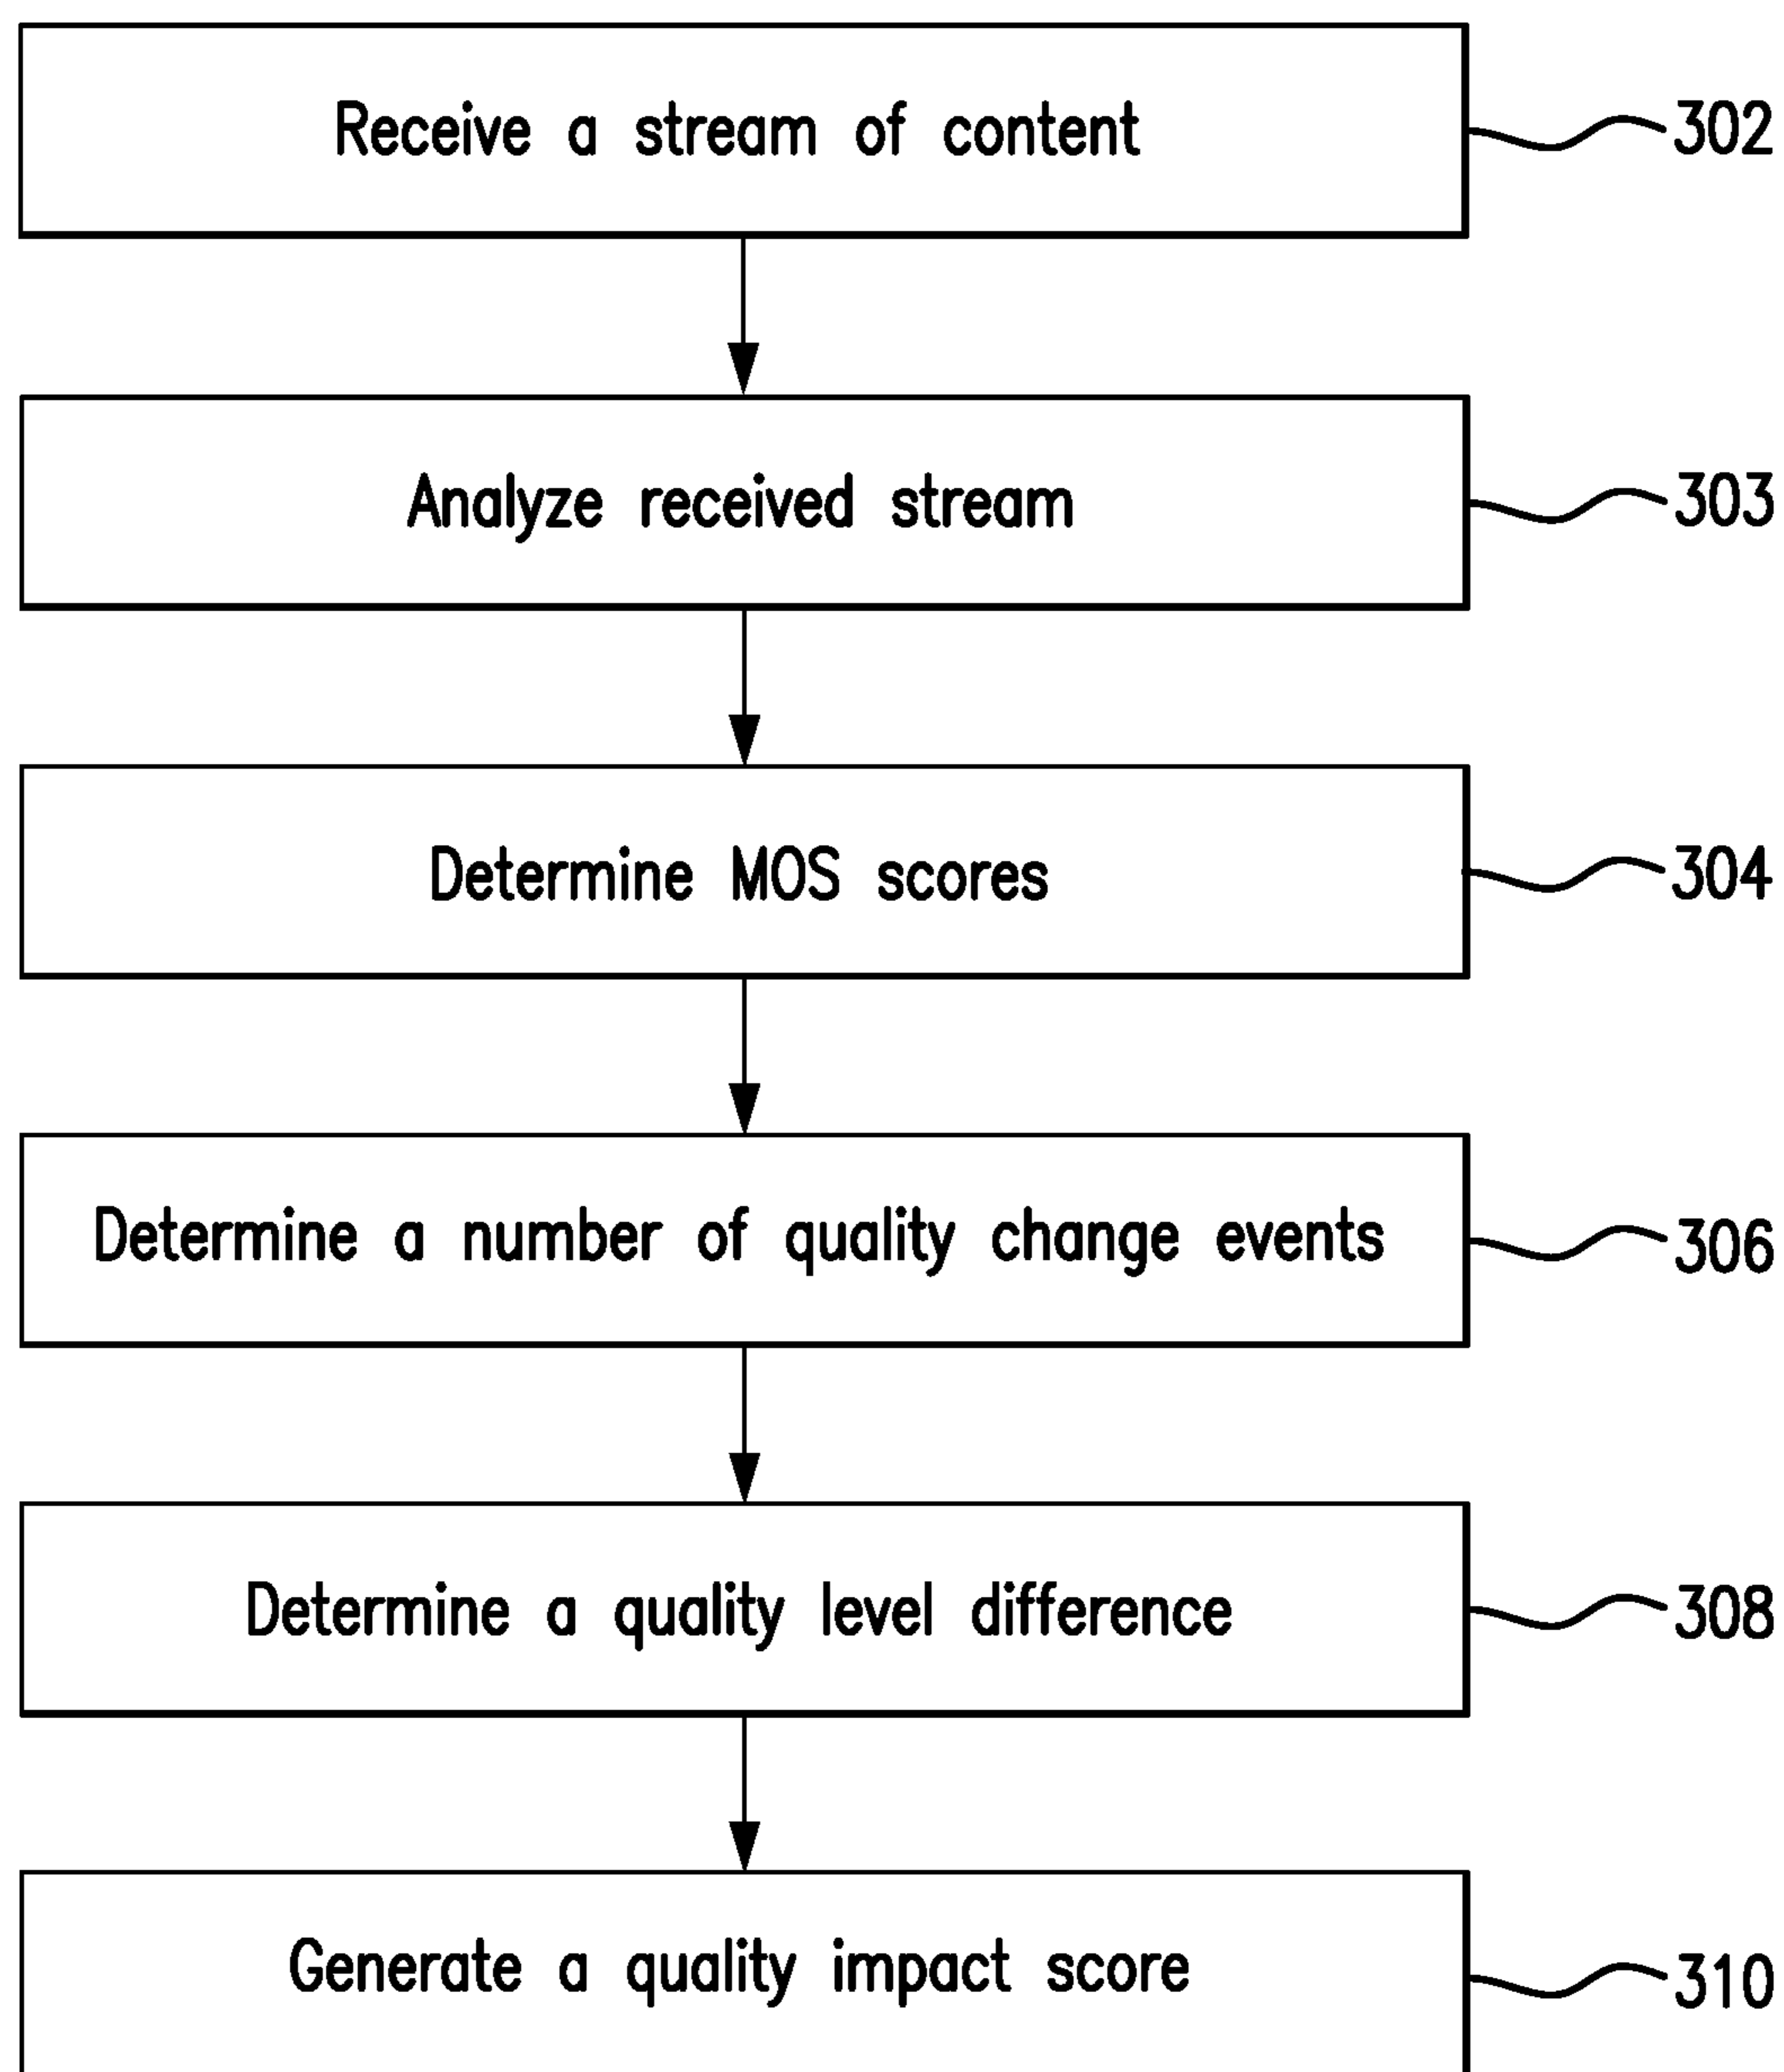 Receive a stream of content
302
Analyze received stream
303
Determine MOS scores
304
Determine a number of quality change events
306
Determine a quality level difference
308
Generate a quality impact score
310